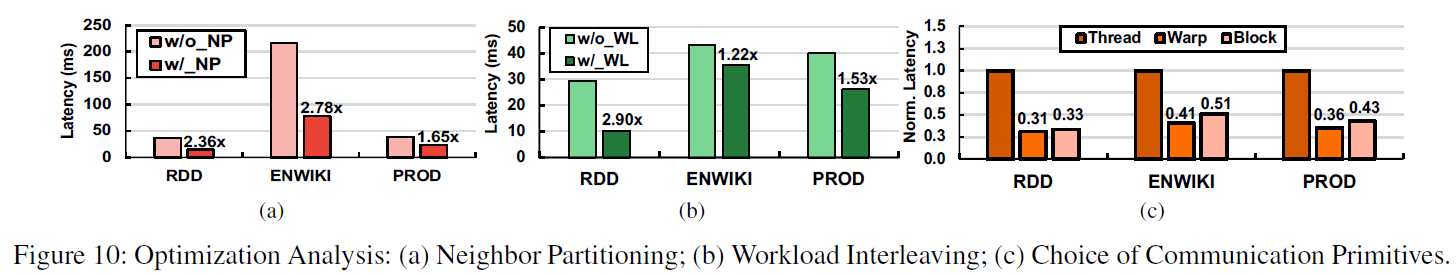 250
200
150
100
50
0
Latency (ms)
w/o_NP
w/_NP
2.36x
2.78x
1.65x
RDD ENWIKI PROD
(a)
50
40
30
20
10
0
Latency (ms)
w/o_WL
w/_WL
2.90x
1.22x
1.53x
RDD ENWIKI PROD
(b)
1.5
1.3
1.0
0.8
0.5
0.3
0.0
Norm. Latency
Thread Warp Block
0.31 0.33
0.41 0.51
0.36 0.43
RDD ENWIKI PROD
(c)
Figure 10: Optimization Analysis: (a) Neighbor Partitioning; (b) Workload Interleaving; (c) Choice of Communication Primitives.